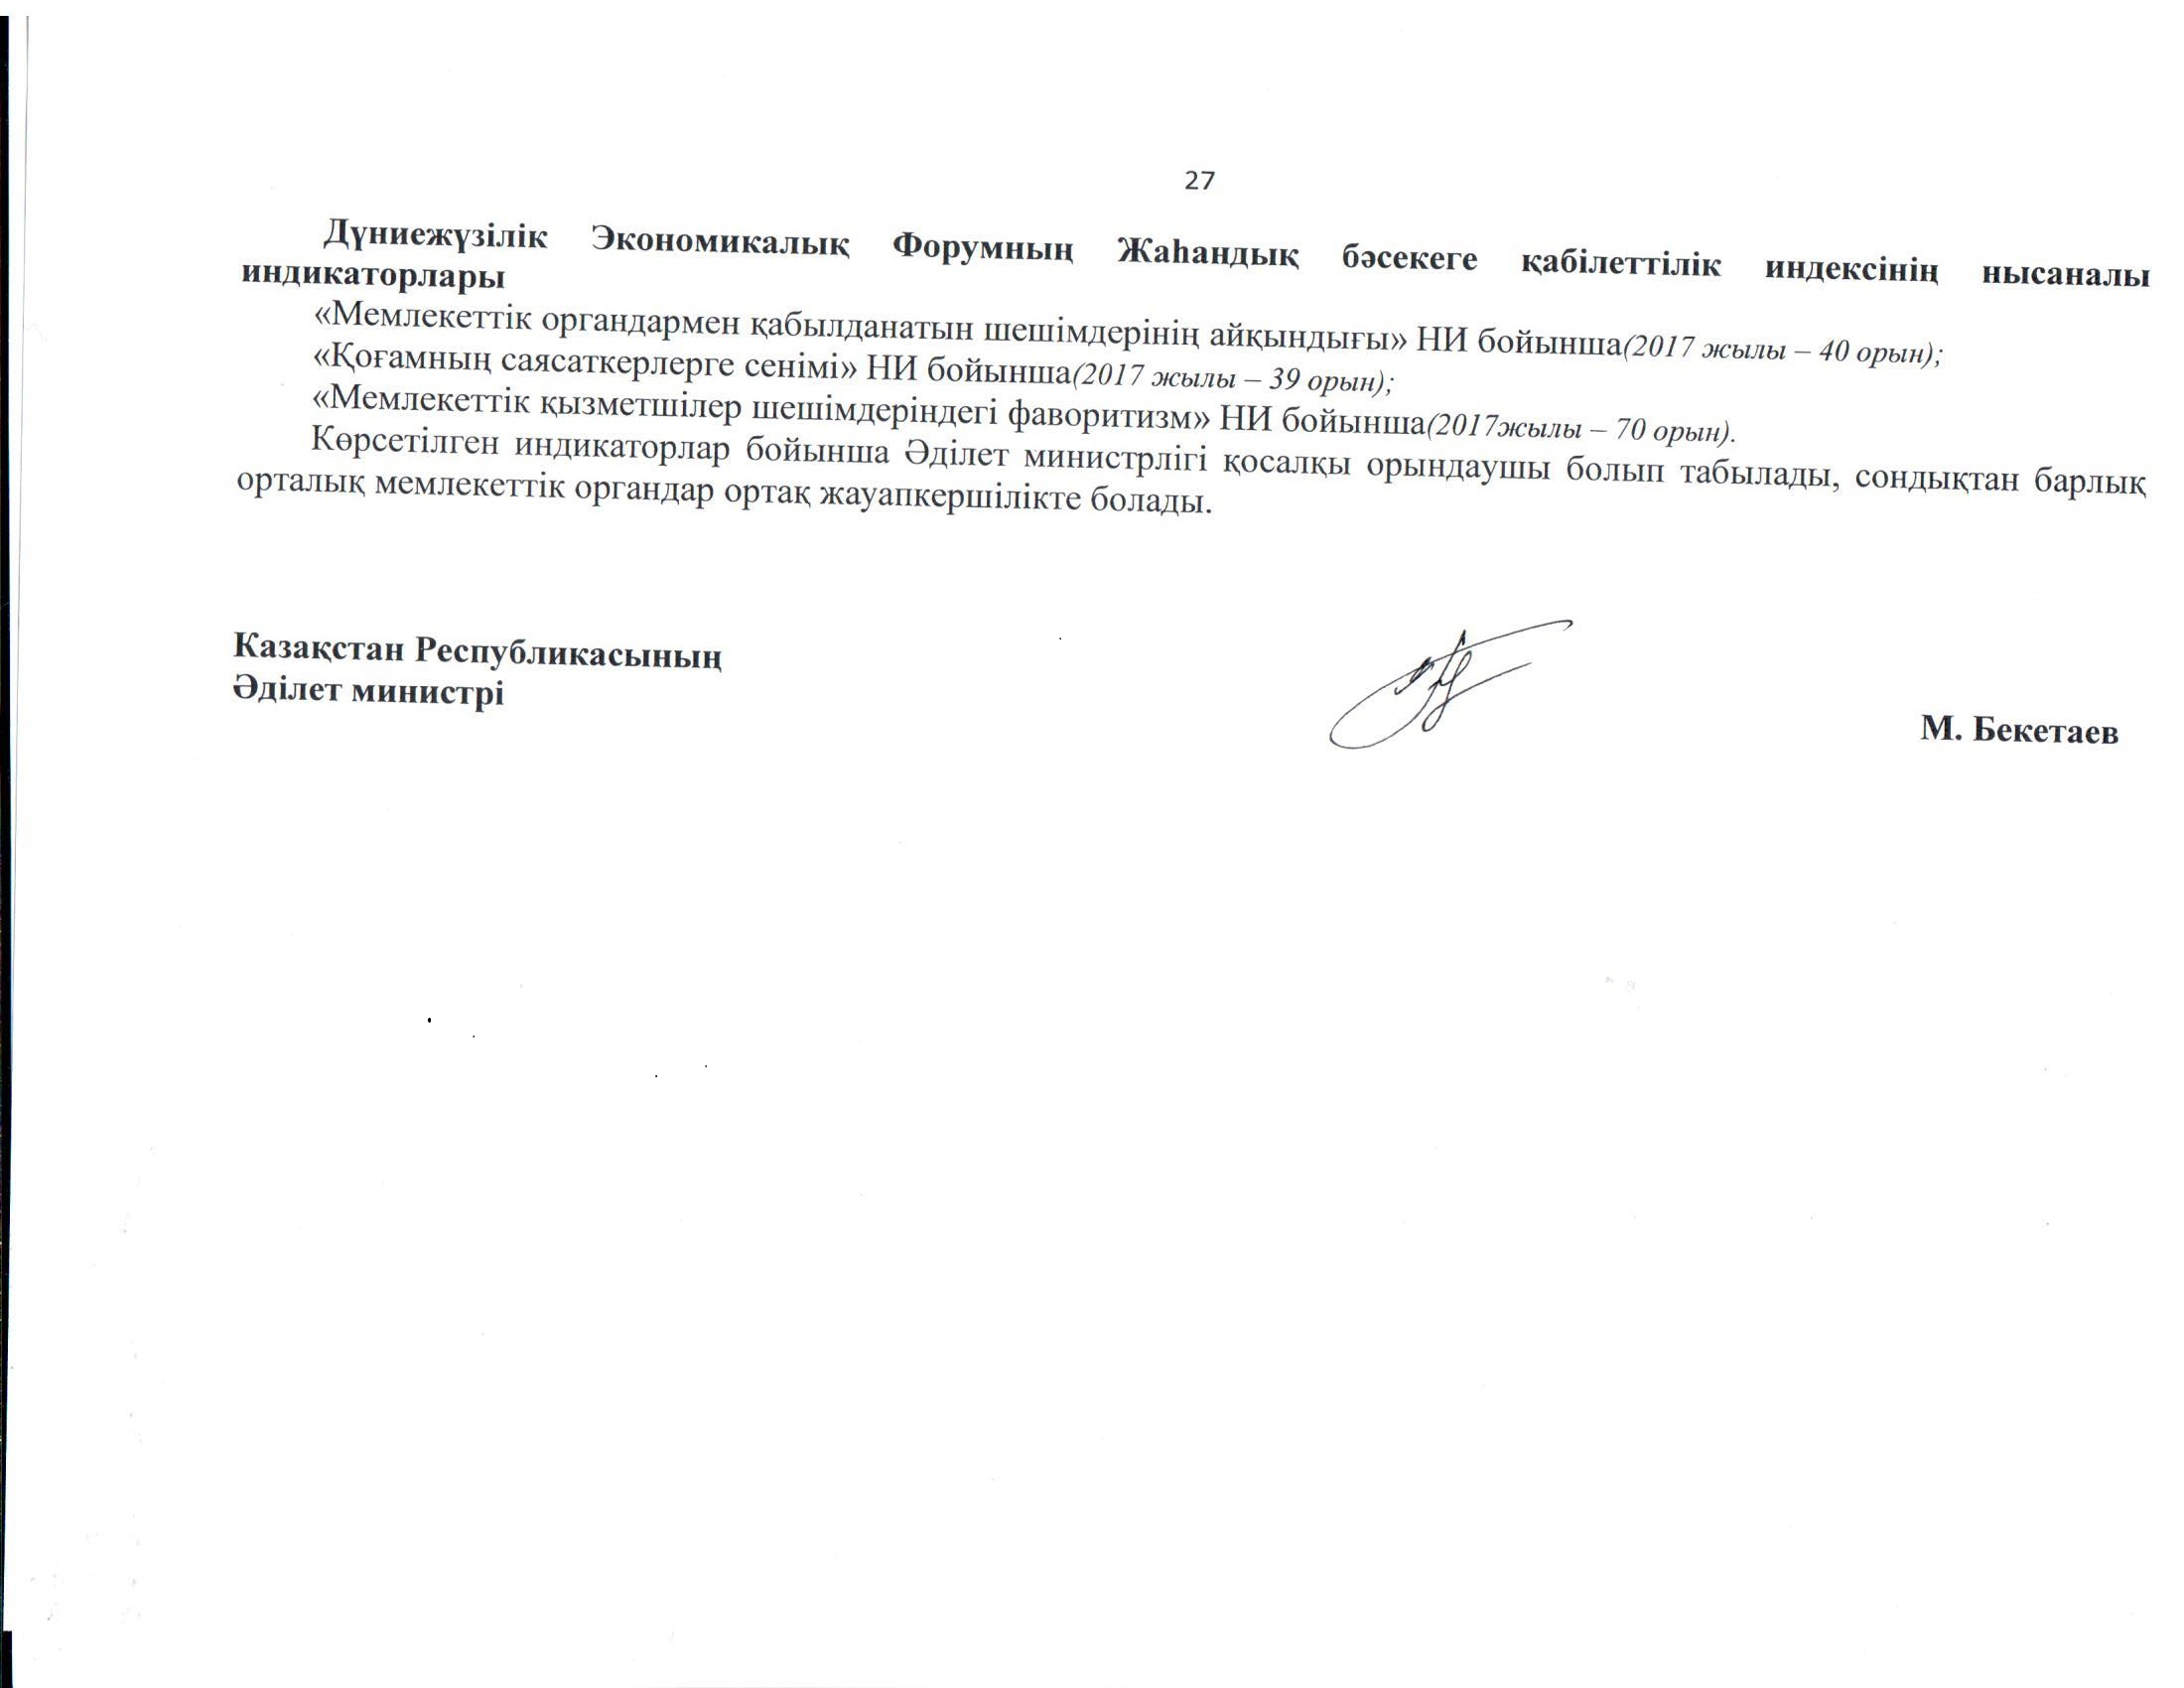 27
Дүниежүзілік Экономикалық Форумның Жаһандық бәсекеге қабілеттілік индексінің нысаналы
индикаторлары
«Мемлекеттік органдармен қабылданатын шешімдерінің айқындығы» НИ бойынша(2017 жылы – 40 орын);
«Қоғамның саясаткерлерге сенімі» НИ бойынша(2017 жылы – 39 орын);
«Мемлекеттік қызметшілер шешімдеріндегі фаворитизм» НИ бойынша(2017жылы – 70 орын).
Көрсетілген индикаторлар бойынша Әділет министрлігі қосалқы орындаушы болып табылады, сондықтан барлық
орталық мемлекеттік органдар ортақ жауапкершілікте болады.
Казақстан Республикасының
Әділет министрі
М. Бекетаев